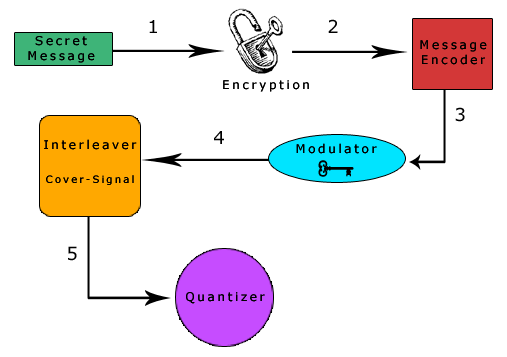 1
2
Secret
Message
Encryption
Message
Encoder
3
4
Modulator
Interleaver
Cover-Signal
5
Quantizer